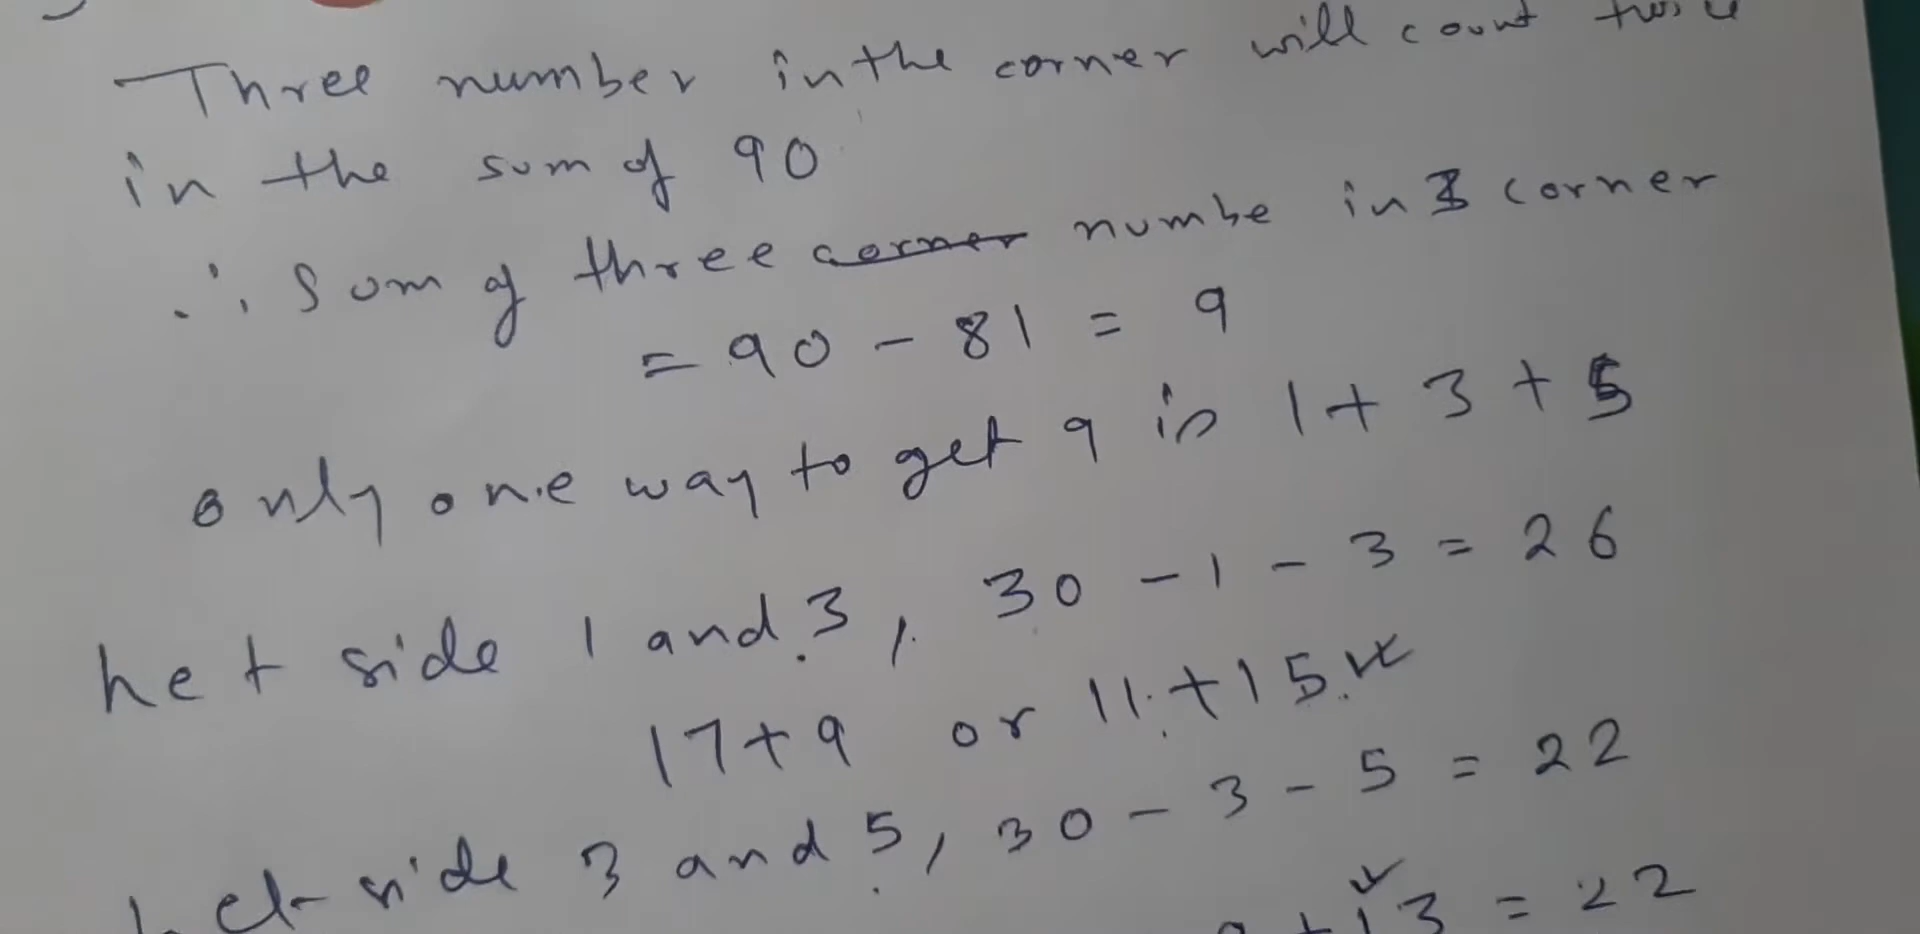 Three number in the corner will count twice
in the sum of 90
∴ Sum of three corner numbe in 3 corner
= 90 - 81 = 9
only one way to get 9 is 1 + 3 + 5
Let side 1 and 3, 30 - 1 - 3 = 26
17 + 9 or 11 + 15
Let side 3 and 5, 30 - 3 - 5 = 22
9 + 13 = 22